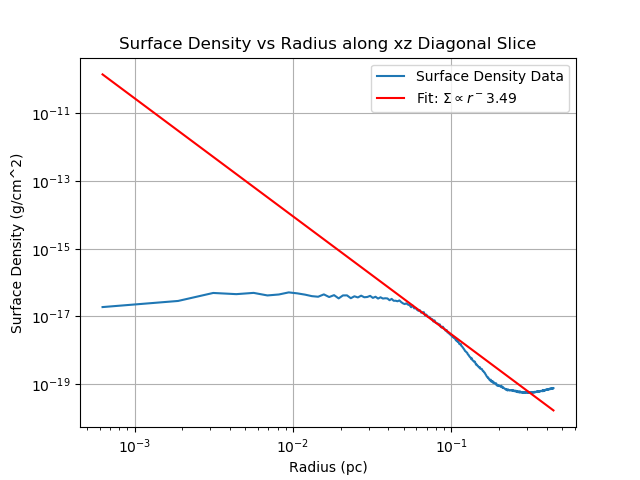 Surface Density vs Radius along xz Diagonal Slice
Surface Density Data
Fit: Σ ∝ r⁻3.49
10⁻¹¹
10⁻¹³
10⁻¹⁵
10⁻¹⁷
10⁻¹⁹
Surface Density (g/cm^2)
10⁻³
10⁻²
10⁻¹
Radius (pc)